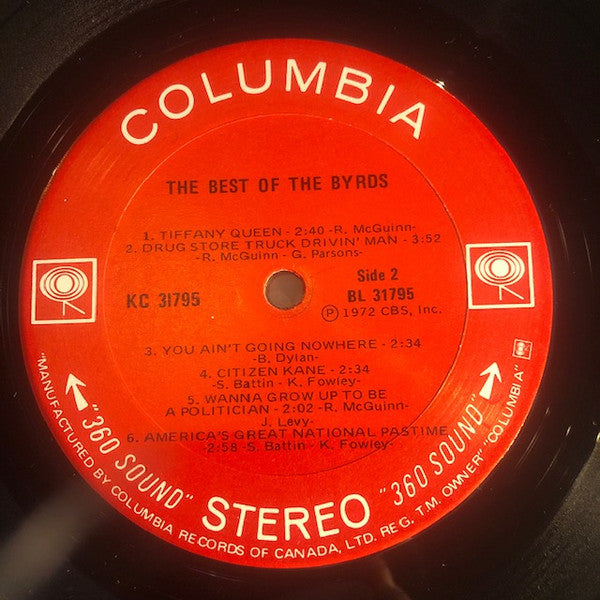 COLUMBIA
THE BEST OF THE BYRDS
1. TIFFANY QUEEN - 2:40 -R. McGuinn-
2. DRUG STORE TRUCK DRIVIN' MAN - 3:52
-R. McGuinn - G. Parsons-
KC 31795
Side 2
BL 31795
Ⓟ 1972 CBS, Inc.
3. YOU AIN'T GOING NOWHERE - 2:34
-B. Dylan-
4. CITIZEN KANE - 2:34
-S. Battin - K. Fowley-
5. WANNA GROW UP TO BE
A POLITICIAN - 2:02 -R. McGuinn-
J. Levy-
6. AMERICA'S GREAT NATIONAL PASTIME
-2:58 -S. Battin - K. Fowley-
"360 SOUND" STEREO "360 SOUND"
"MANUFACTURED BY COLUMBIA RECORDS OF CANADA, LTD. REG. T.M. OWNER" "COLUMBIA"